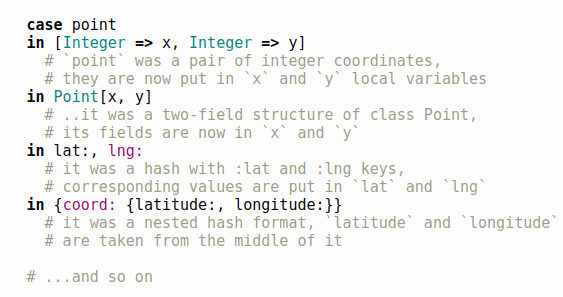 case point
in [Integer => x, Integer => y]
  # `point` was a pair of integer coordinates,
  # they are now put in `x` and `y` local variables
in Point[x, y]
  # ..it was a two-field structure of class Point,
  # its fields are now in `x` and `y`
in lat:, lng:
  # it was a hash with :lat and :lng keys,
  # corresponding values are put in `lat` and `lng`
in {coord: {latitude:, longitude:}}
  # it was a nested hash format, `latitude` and `longitude`
  # are taken from the middle of it

# ...and so on